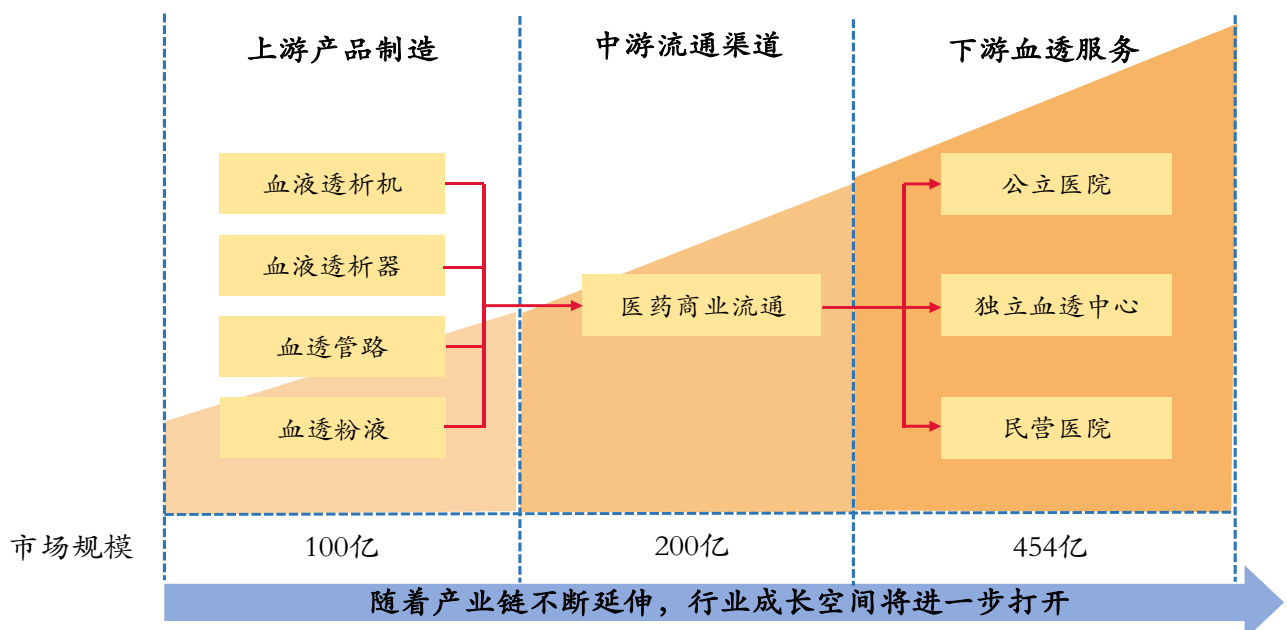 上游产品制造
中游流通渠道
下游血透服务
血液透析机
血液透析器
血透管路
血透粉液
医药商业流通
公立医院
独立血透中心
民营医院
市场规模
100亿
200亿
454亿
随着产业链不断延伸，行业成长空间将进一步打开